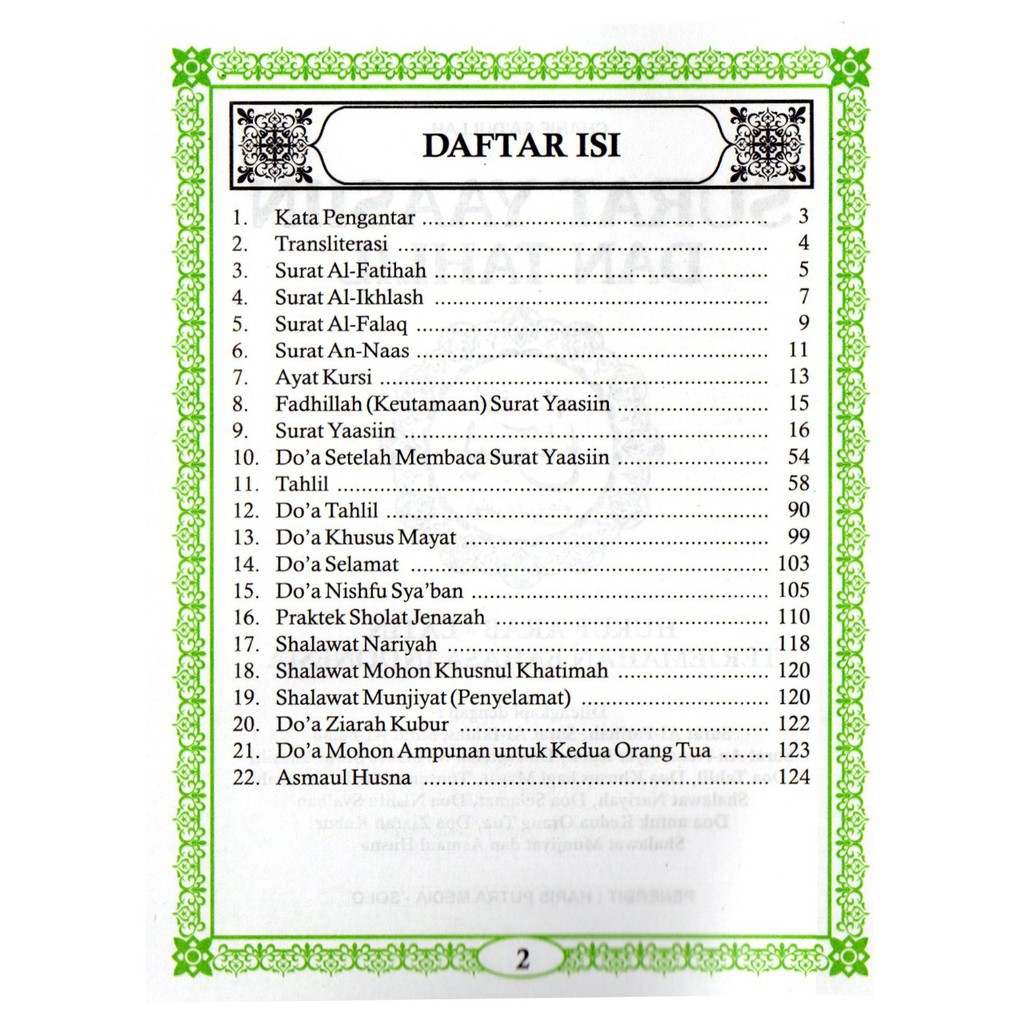 DAFTAR ISI
1. Kata Pengantar ........................................................ 3
2. Transliterasi ........................................................ 4
3. Surat Al-Fatihah ........................................................ 5
4. Surat Al-Ikhlash ........................................................ 7
5. Surat Al-Falaq ........................................................ 9
6. Surat An-Naas ........................................................ 11
7. Ayat Kursi ........................................................ 13
8. Fadhillah (Keutamaan) Surat Yaasiin ........................ 15
9. Surat Yaasiin ........................................................ 16
10. Do'a Setelah Membaca Surat Yaasiin ........................ 54
11. Tahlil ........................................................ 58
12. Do'a Tahlil ........................................................ 90
13. Do'a Khusus Mayat ................................................ 99
14. Do'a Selamat ........................................................ 103
15. Do'a Nishfu Sya'ban ................................................ 105
16. Praktek Sholat Jenazah ............................................ 110
17. Shalawat Nariyah .................................................... 118
18. Shalawat Mohon Khusnul Khatimah ........................ 120
19. Shalawat Munjiyat (Penyelamat) .............................. 120
20. Do'a Ziarah Kubur .................................................. 122
21. Do'a Mohon Ampunan untuk Kedua Orang Tua ........ 123
22. Asmaul Husna ........................................................ 124
2